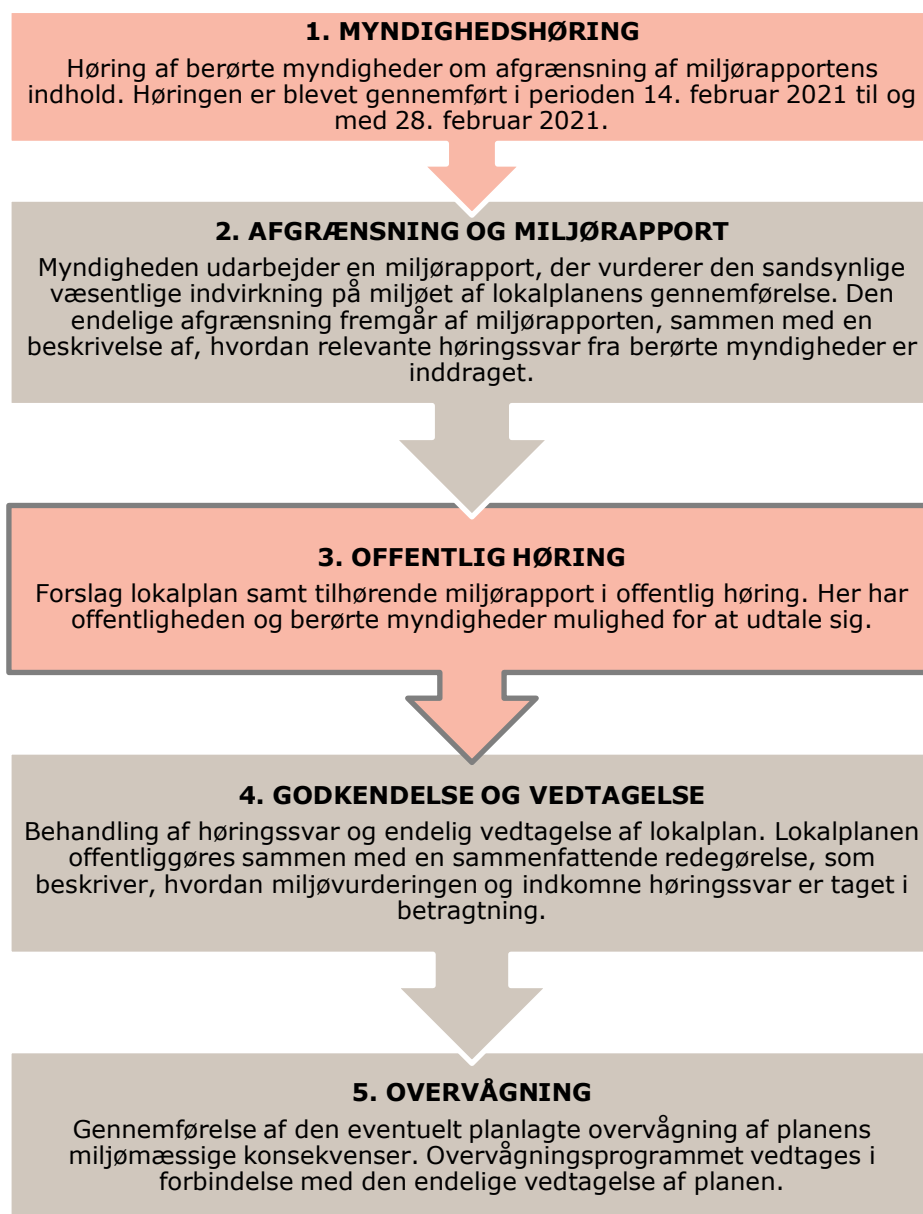 1. MYNDIGHEDSHØRING
Høring af berørte myndigheder om afgrænsning af miljørapportens
indhold. Høringen er blevet gennemført i perioden 14. februar 2021 til og
med 28. februar 2021.
2. AFGRÆNSNING OG MILJØRAPPORT
Myndigheden udarbejder en miljørapport, der vurderer den sandsynlige
væsentlige indvirkning på miljøet af lokalplanens gennemførelse. Den
endelige afgrænsning fremgår af miljørapporten, sammen med en
beskrivelse af, hvordan relevante høringssvar fra berørte myndigheder er
inddraget.
3. OFFENTLIG HØRING
Forslag lokalplan samt tilhørende miljørapport i offentlig høring. Her har
offentligheden og berørte myndigheder mulighed for at udtale sig.
4. GODKENDELSE OG VEDTAGELSE
Behandling af høringssvar og endelig vedtagelse af lokalplan. Lokalplanen
offentliggøres sammen med en sammenfattende redegørelse, som
beskriver, hvordan miljøvurderingen og indkomne høringssvar er taget i
betragtning.
5. OVERVÅGNING
Gennemførelse af den eventuelt planlagte overvågning af planens
miljømæssige konsekvenser. Overvågningsprogrammet vedtages i
forbindelse med den endelige vedtagelse af planen.